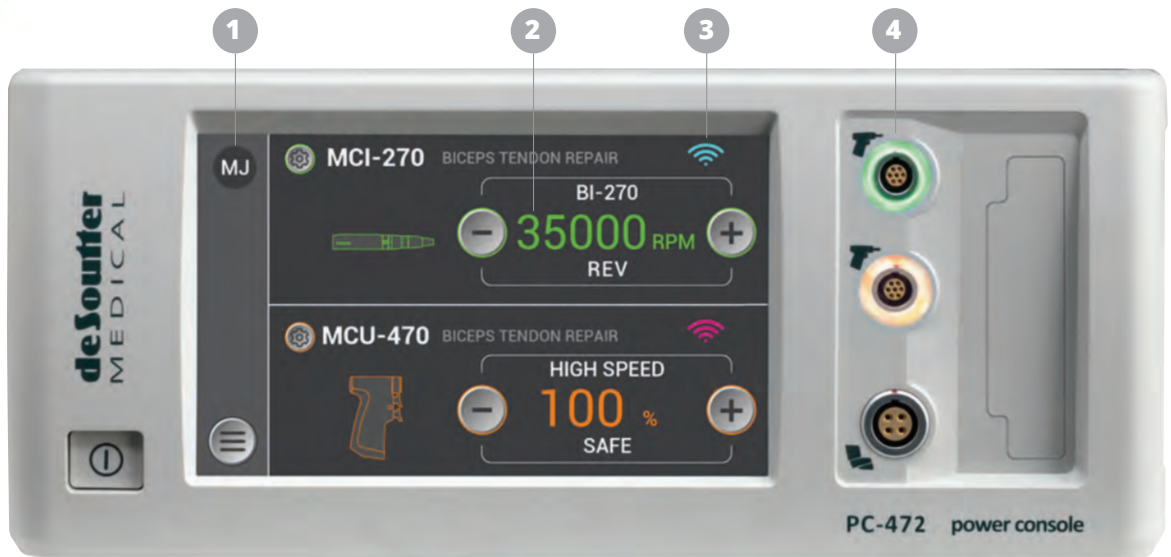 1
2
3
4
deSoutter
MEDICAL
MJ
MCI-270 BICEPS TENDON REPAIR
BI-270
35000 RPM
REV
MCU-470 BICEPS TENDON REPAIR
HIGH SPEED
100 %
SAFE
PC-472 power console